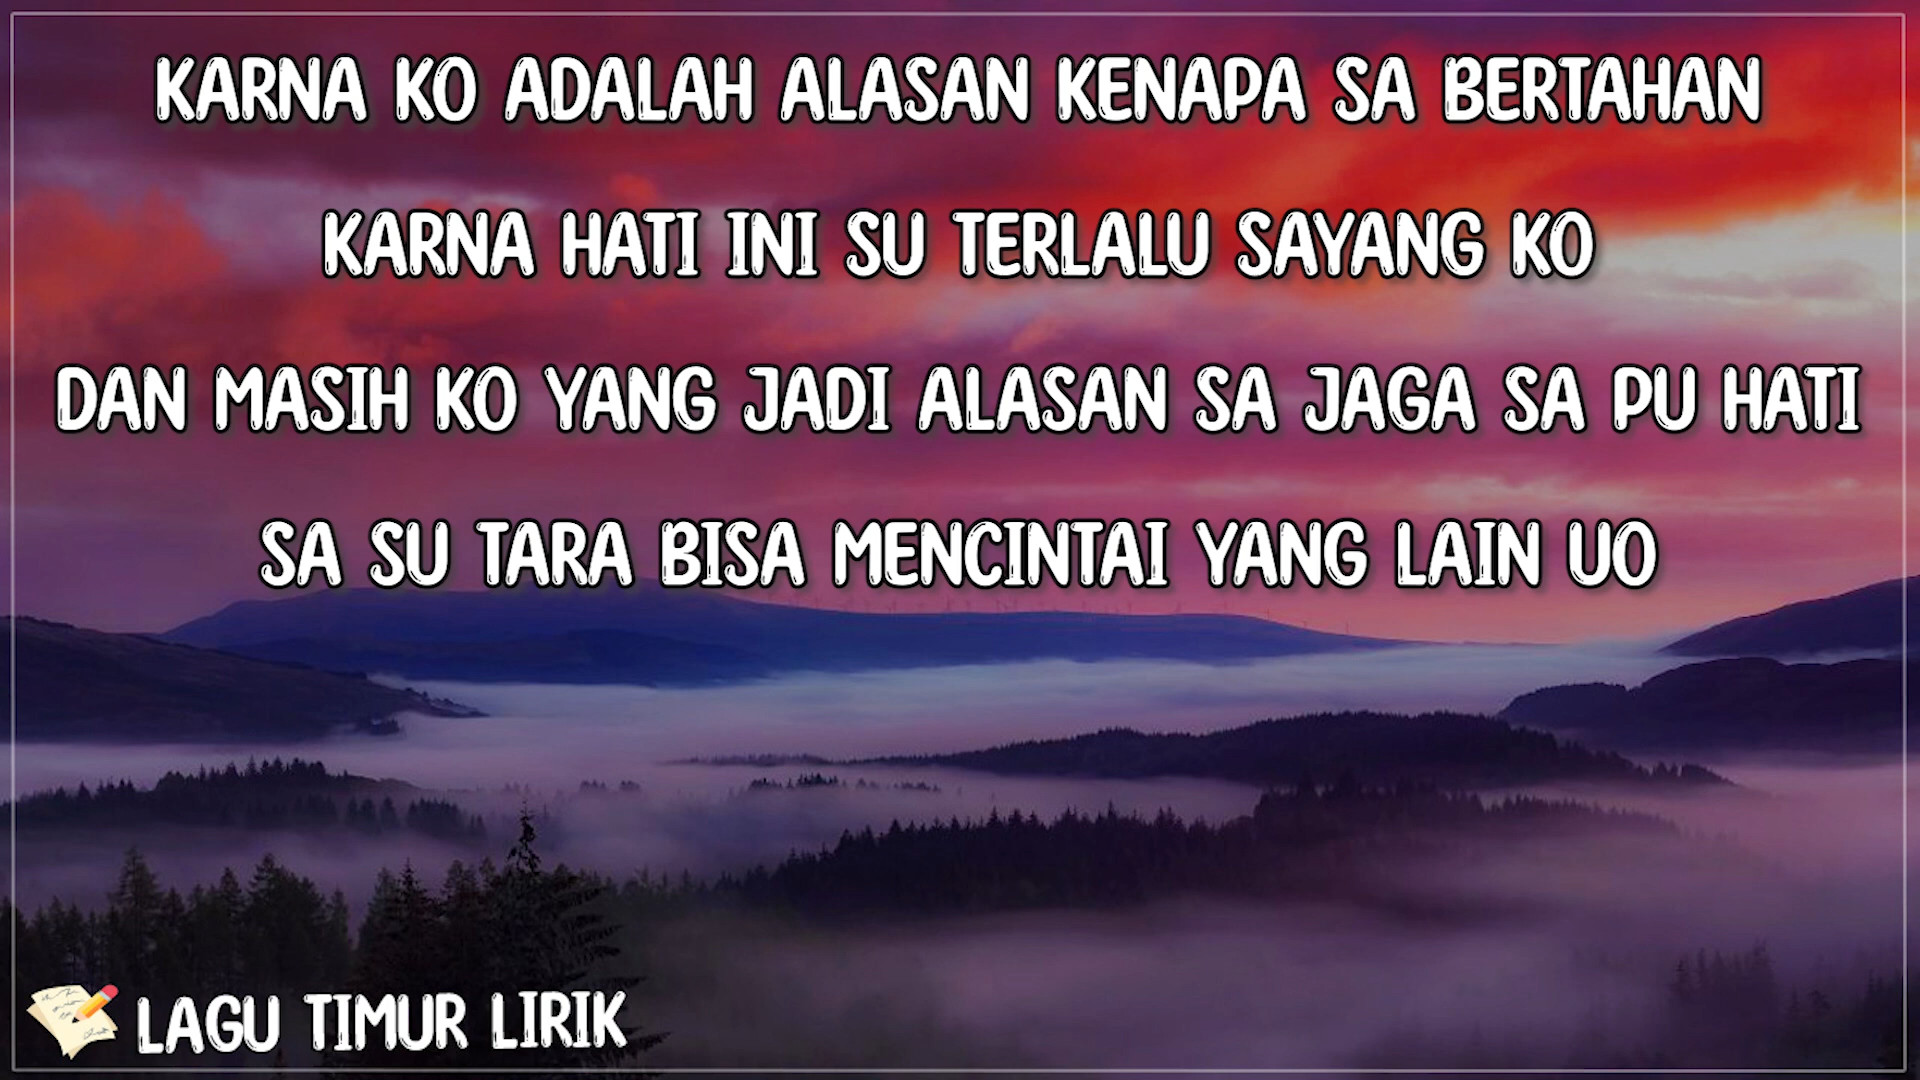 KARNA KO ADALAH ALASAN KENAPA SA BERTAHAN
KARNA HATI INI SU TERLALU SAYANG KO
DAN MASIH KO YANG JADI ALASAN SA JAGA SA PU HATI
SA SU TARA BISA MENCINTAI YANG LAIN UO
LAGU TIMUR LIRIK